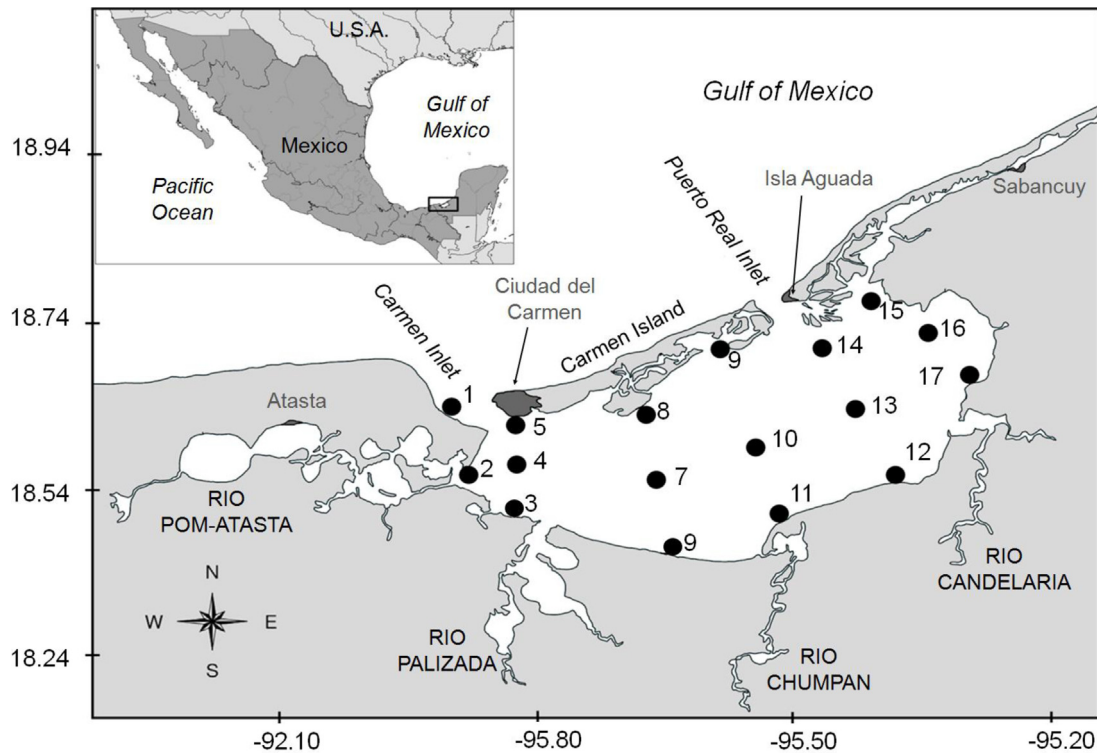 U.S.A.
Gulf of
Mexico
Mexico
Pacific
Ocean
Gulf of Mexico
18.94
18.74
18.54
18.24
Puerto Real Inlet
Isla Aguada
Sabancuy
Carmen Inlet
Ciudad del
Carmen
Carmen Island
Atasta
1
2
3
4
5
8
9
7
9
10
11
12
13
14
15
16
17
RIO
POM-ATASTA
RIO
PALIZADA
RIO
CHUMPAN
RIO
CANDELARIA
N
W
E
S
-92.10
-95.80
-95.50
-95.20